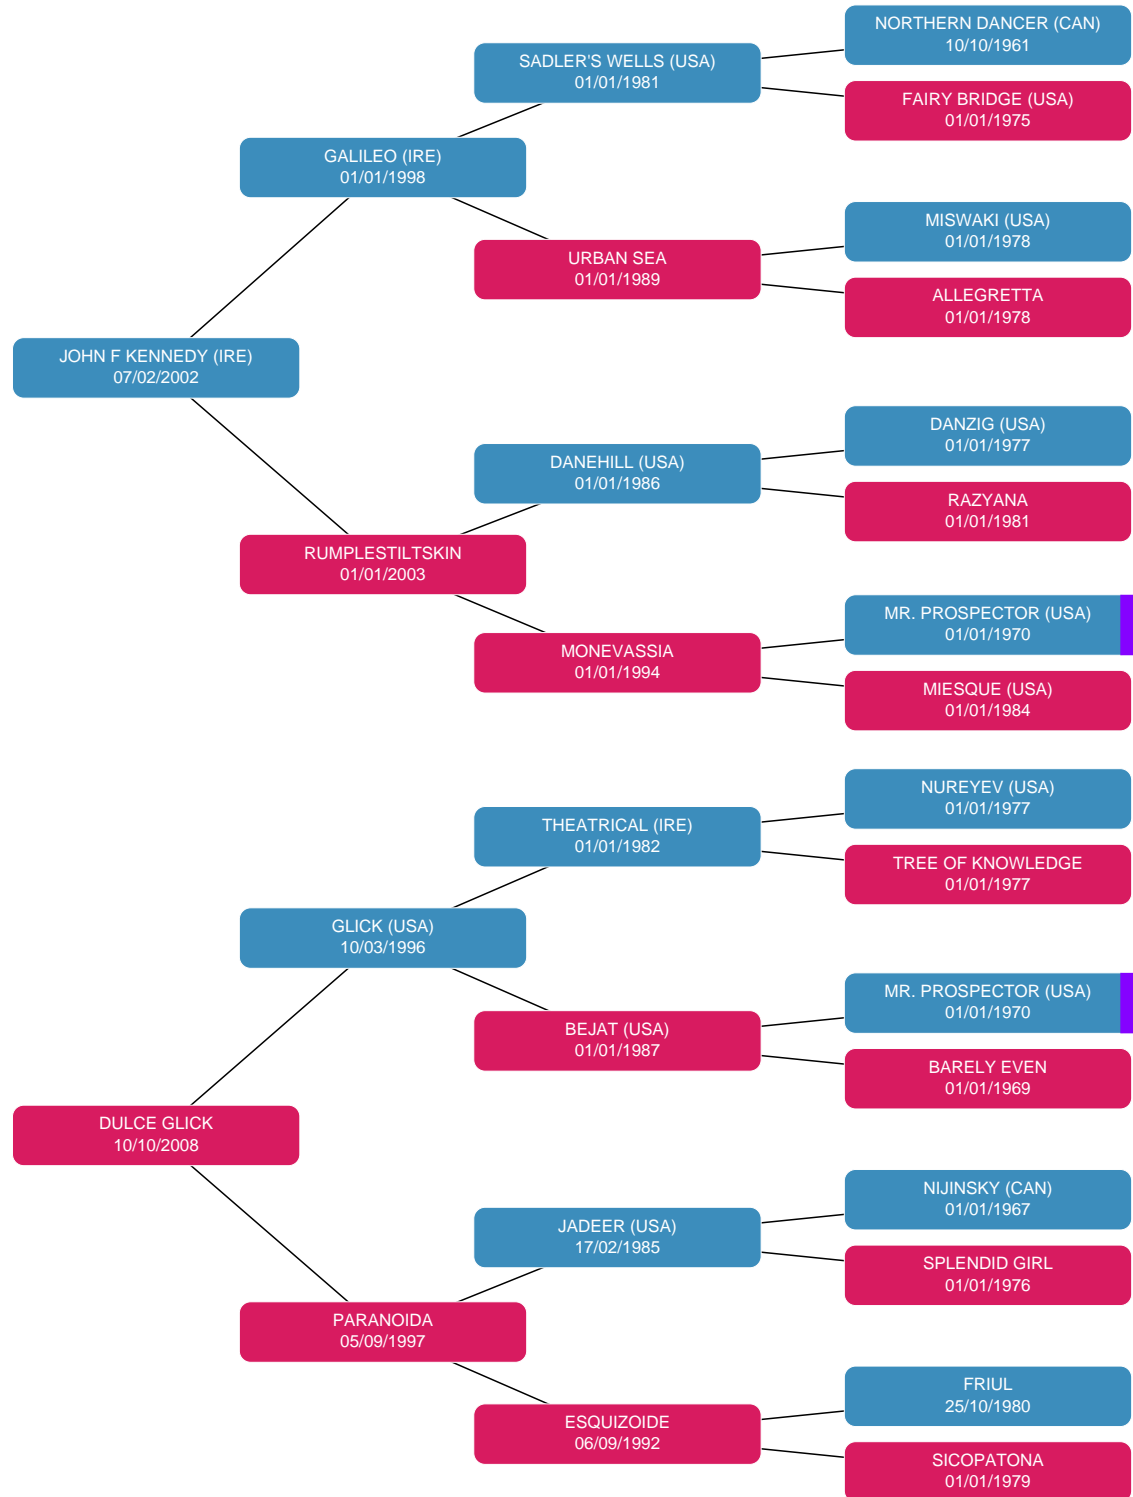 NORTHERN DANCER (CAN)
10/10/1961
SADLER'S WELLS (USA)
01/01/1981
FAIRY BRIDGE (USA)
01/01/1975
GALILEO (IRE)
01/01/1998
MISWAKI (USA)
01/01/1978
URBAN SEA
01/01/1989
ALLEGRETTA
01/01/1978
JOHN F KENNEDY (IRE)
07/02/2002
DANZIG (USA)
01/01/1977
DANEHILL (USA)
01/01/1986
RAZYANA
01/01/1981
RUMPLESTILTSKIN
01/01/2003
MR. PROSPECTOR (USA)
01/01/1970
MONEVASSIA
01/01/1994
MIESQUE (USA)
01/01/1984
NUREYEV (USA)
01/01/1977
THEATRICAL (IRE)
01/01/1982
TREE OF KNOWLEDGE
01/01/1977
GLICK (USA)
10/03/1996
MR. PROSPECTOR (USA)
01/01/1970
BEJAT (USA)
01/01/1987
BARELY EVEN
01/01/1969
DULCE GLICK
10/10/2008
NIJINSKY (CAN)
01/01/1967
JADEER (USA)
17/02/1985
SPLENDID GIRL
01/01/1976
PARANOIDA
05/09/1997
FRIUL
25/10/1980
ESQUIZOIDE
06/09/1992
SICOPATONA
01/01/1979